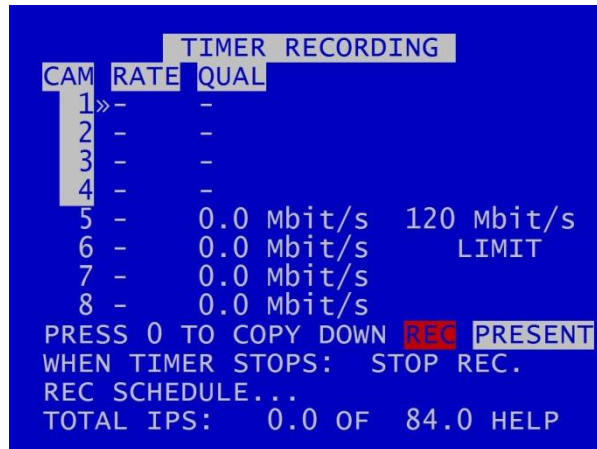 TIMER RECORDING
CAM RATE QUAL
1»- -
2 - -
3 - -
4 - -
5 - 0.0 Mbit/s 120 Mbit/s
6 - 0.0 Mbit/s LIMIT
7 - 0.0 Mbit/s
8 - 0.0 Mbit/s
PRESS 0 TO COPY DOWN REC PRESENT
WHEN TIMER STOPS: STOP REC.
REC SCHEDULE...
TOTAL IPS: 0.0 OF 84.0 HELP